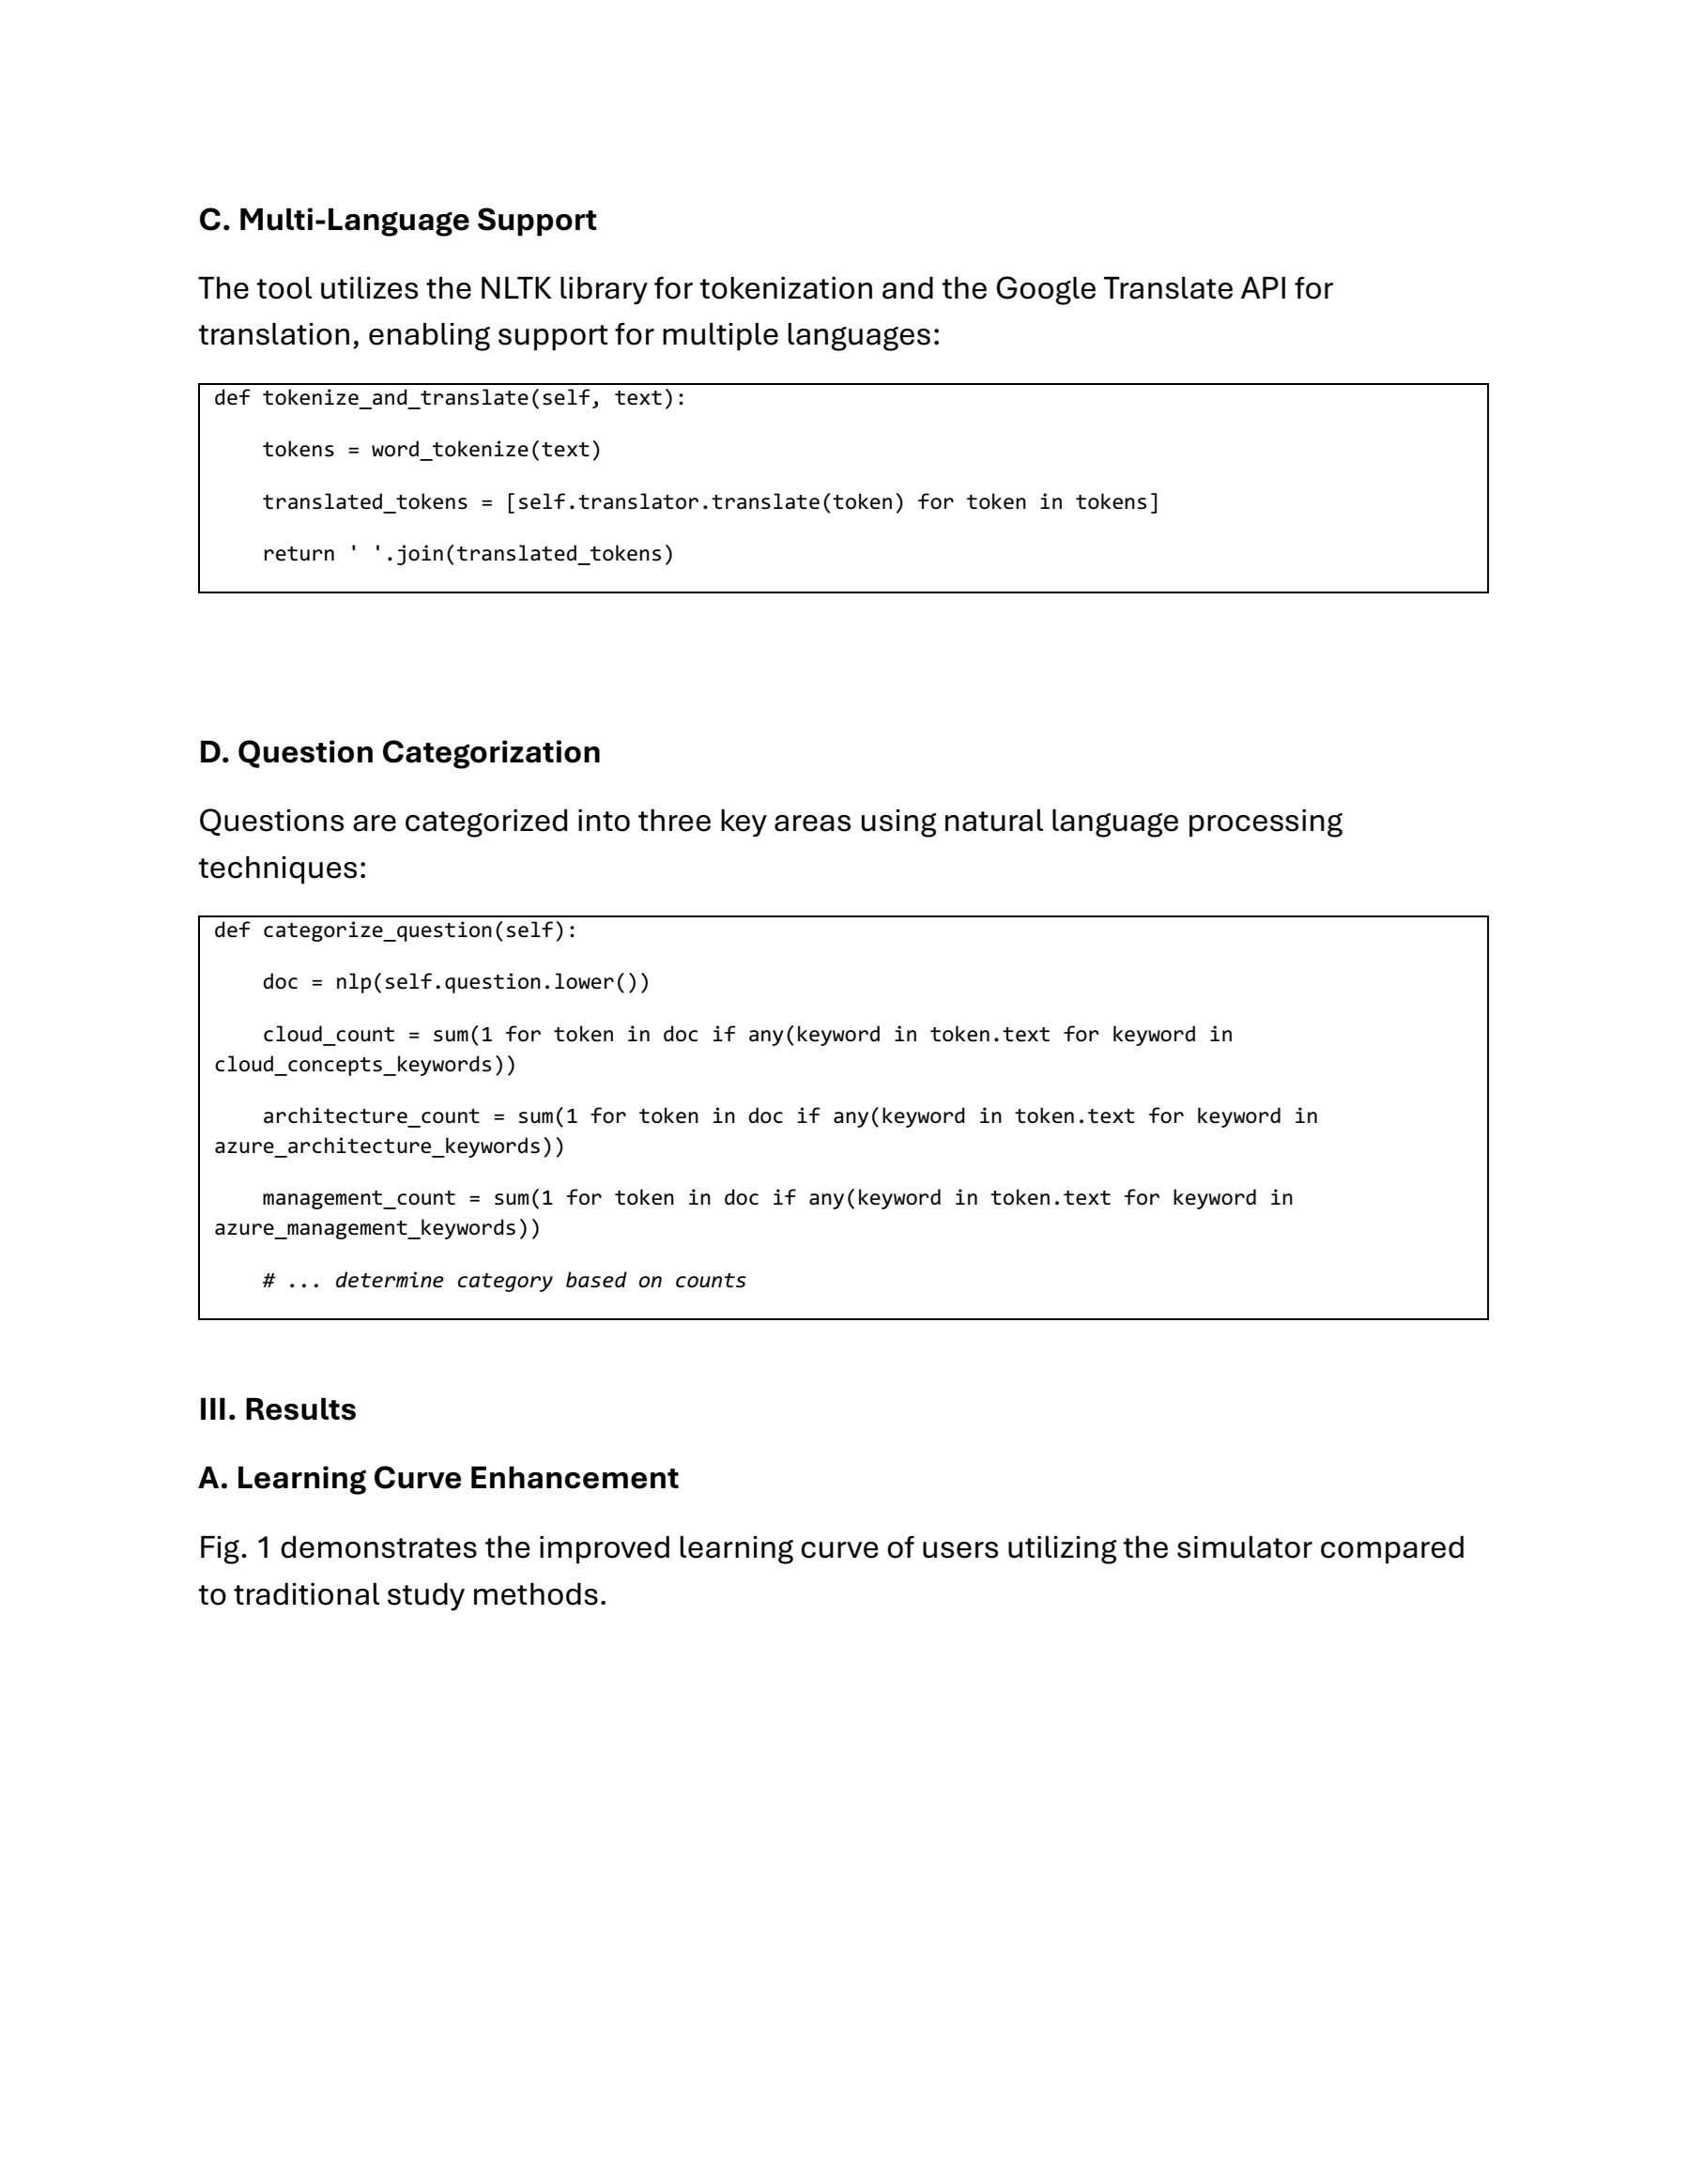 C. Multi-Language Support
The tool utilizes the NLTK library for tokenization and the Google Translate API for
translation, enabling support for multiple languages:
def tokenize_and_translate(self, text):
    tokens = word_tokenize(text)
    translated_tokens = [self.translator.translate(token) for token in tokens]
    return ' '.join(translated_tokens)
D. Question Categorization
Questions are categorized into three key areas using natural language processing
techniques:
def categorize_question(self):
    doc = nlp(self.question.lower())
    cloud_count = sum(1 for token in doc if any(keyword in token.text for keyword in
cloud_concepts_keywords))
    architecture_count = sum(1 for token in doc if any(keyword in token.text for keyword in
azure_architecture_keywords))
    management_count = sum(1 for token in doc if any(keyword in token.text for keyword in
azure_management_keywords))
    # ... determine category based on counts
III. Results
A. Learning Curve Enhancement
Fig. 1 demonstrates the improved learning curve of users utilizing the simulator compared
to traditional study methods.